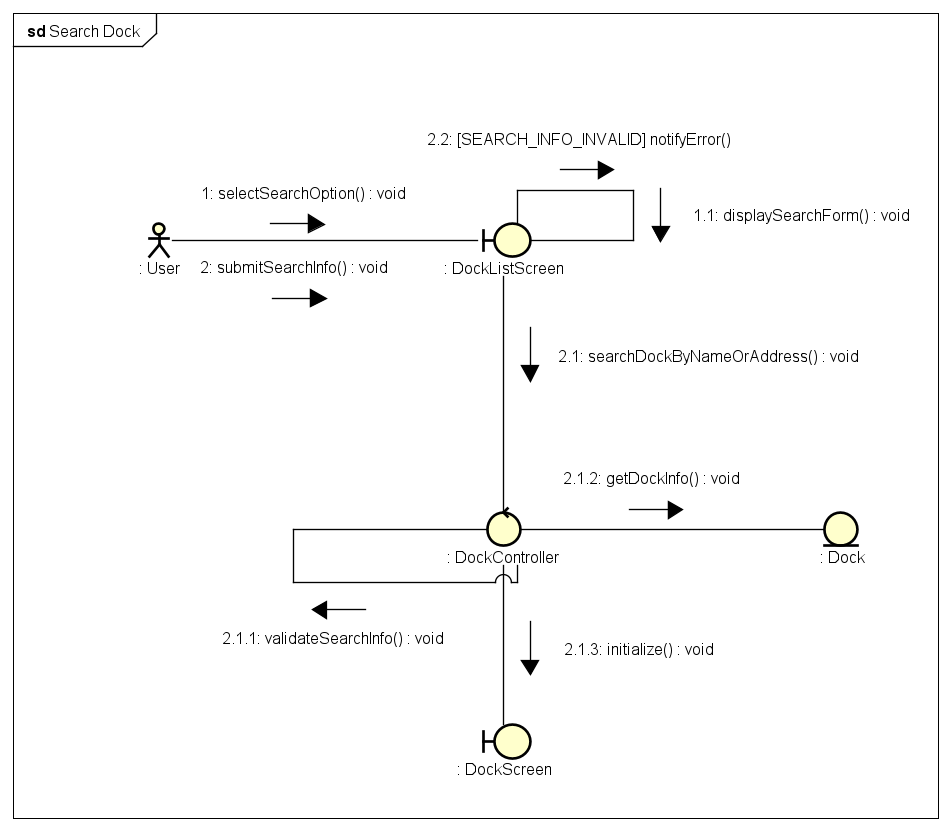 sd Search Dock
2.2: [SEARCH_INFO_INVALID] notifyError()
1: selectSearchOption() : void
1.1: displaySearchForm() : void
: User
2: submitSearchInfo() : void
: DockListScreen
2.1: searchDockByNameOrAddress() : void
2.1.2: getDockInfo() : void
: DockController
: Dock
2.1.1: validateSearchInfo() : void
2.1.3: initialize() : void
: DockScreen